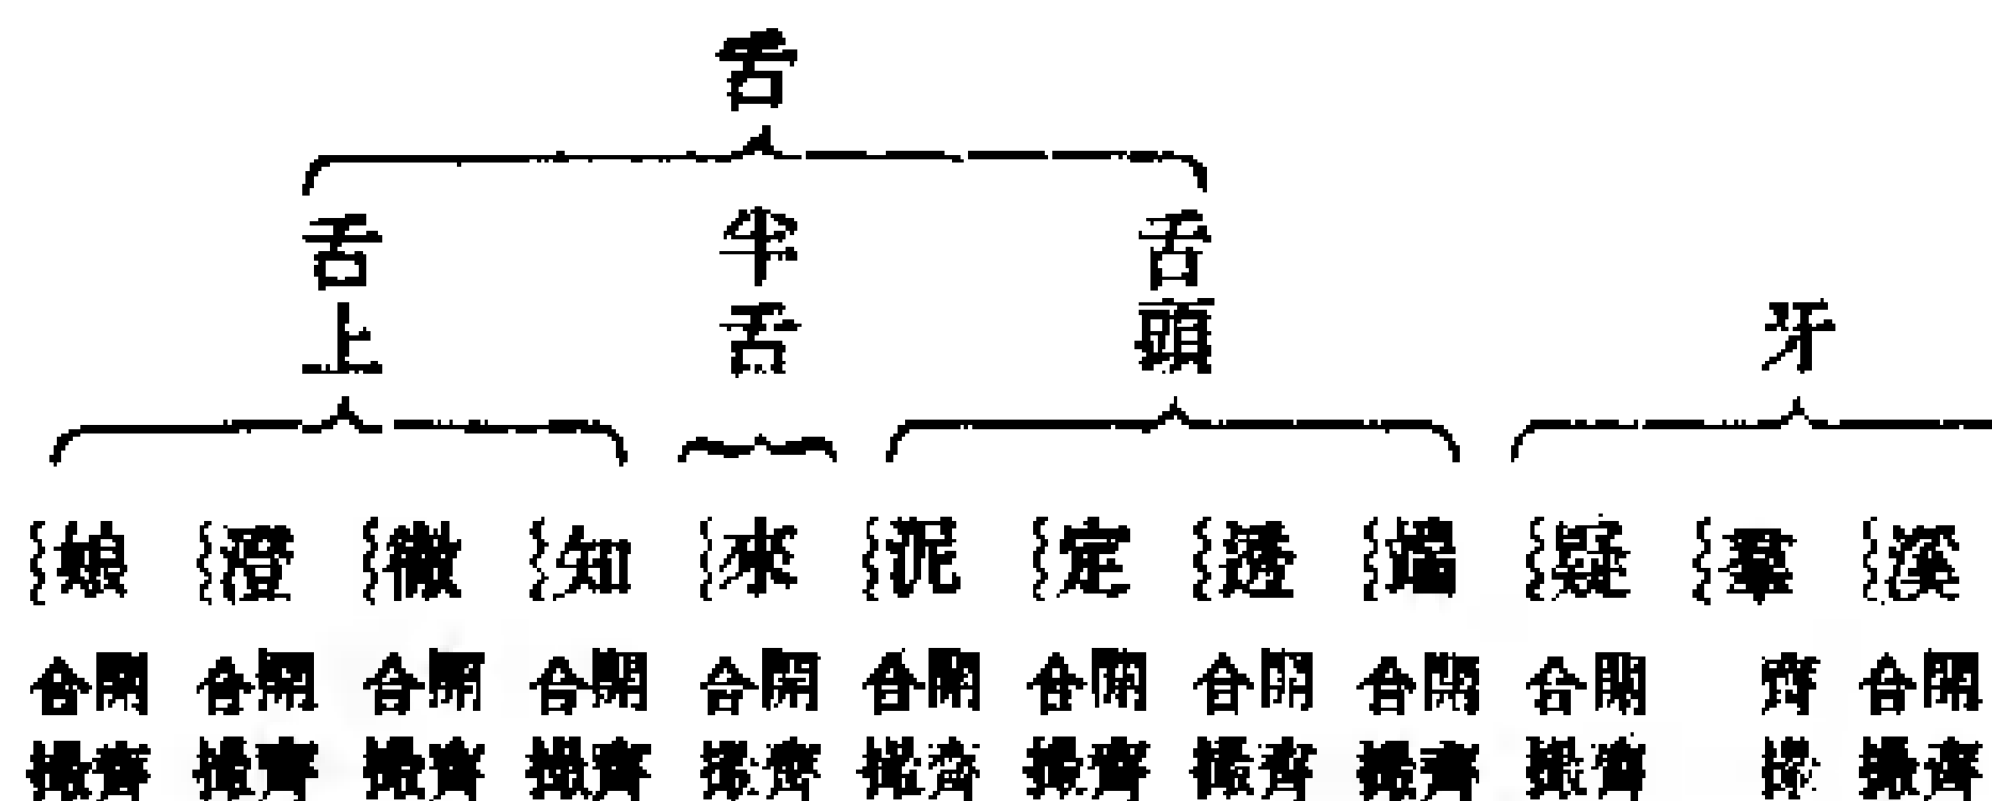 舌
牙 舌頭 半舌 舌上
溪 羣 疑 端 透 定 泥 來 知 徹 澄 娘
開合 齊 開合 開合 開合 開合 開合 開合 開合 開合 開合 開合
齊撮 撮 齊撮 齊撮 齊撮 齊撮 齊撮 齊撮 齊撮 齊撮 齊撮 齊撮